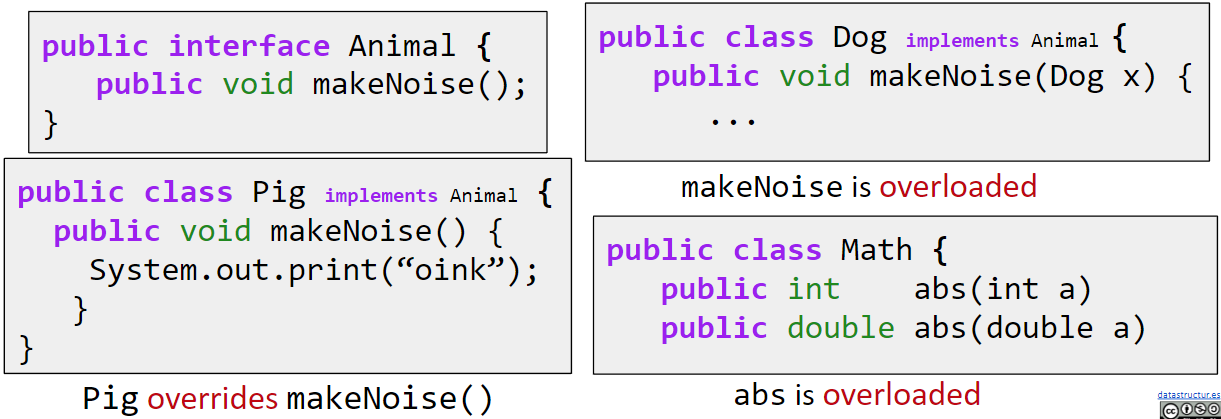 public interface Animal {
public void makeNoise();
}
public class Pig implements Animal {
public void makeNoise() {
System.out.print(“oink”);
}
}
Pig overrides makeNoise()
public class Dog implements Animal {
public void makeNoise(Dog x) {
...
makeNoise is overloaded
public class Math {
public int abs(int a)
public double abs(double a)
abs is overloaded
datastructur.es